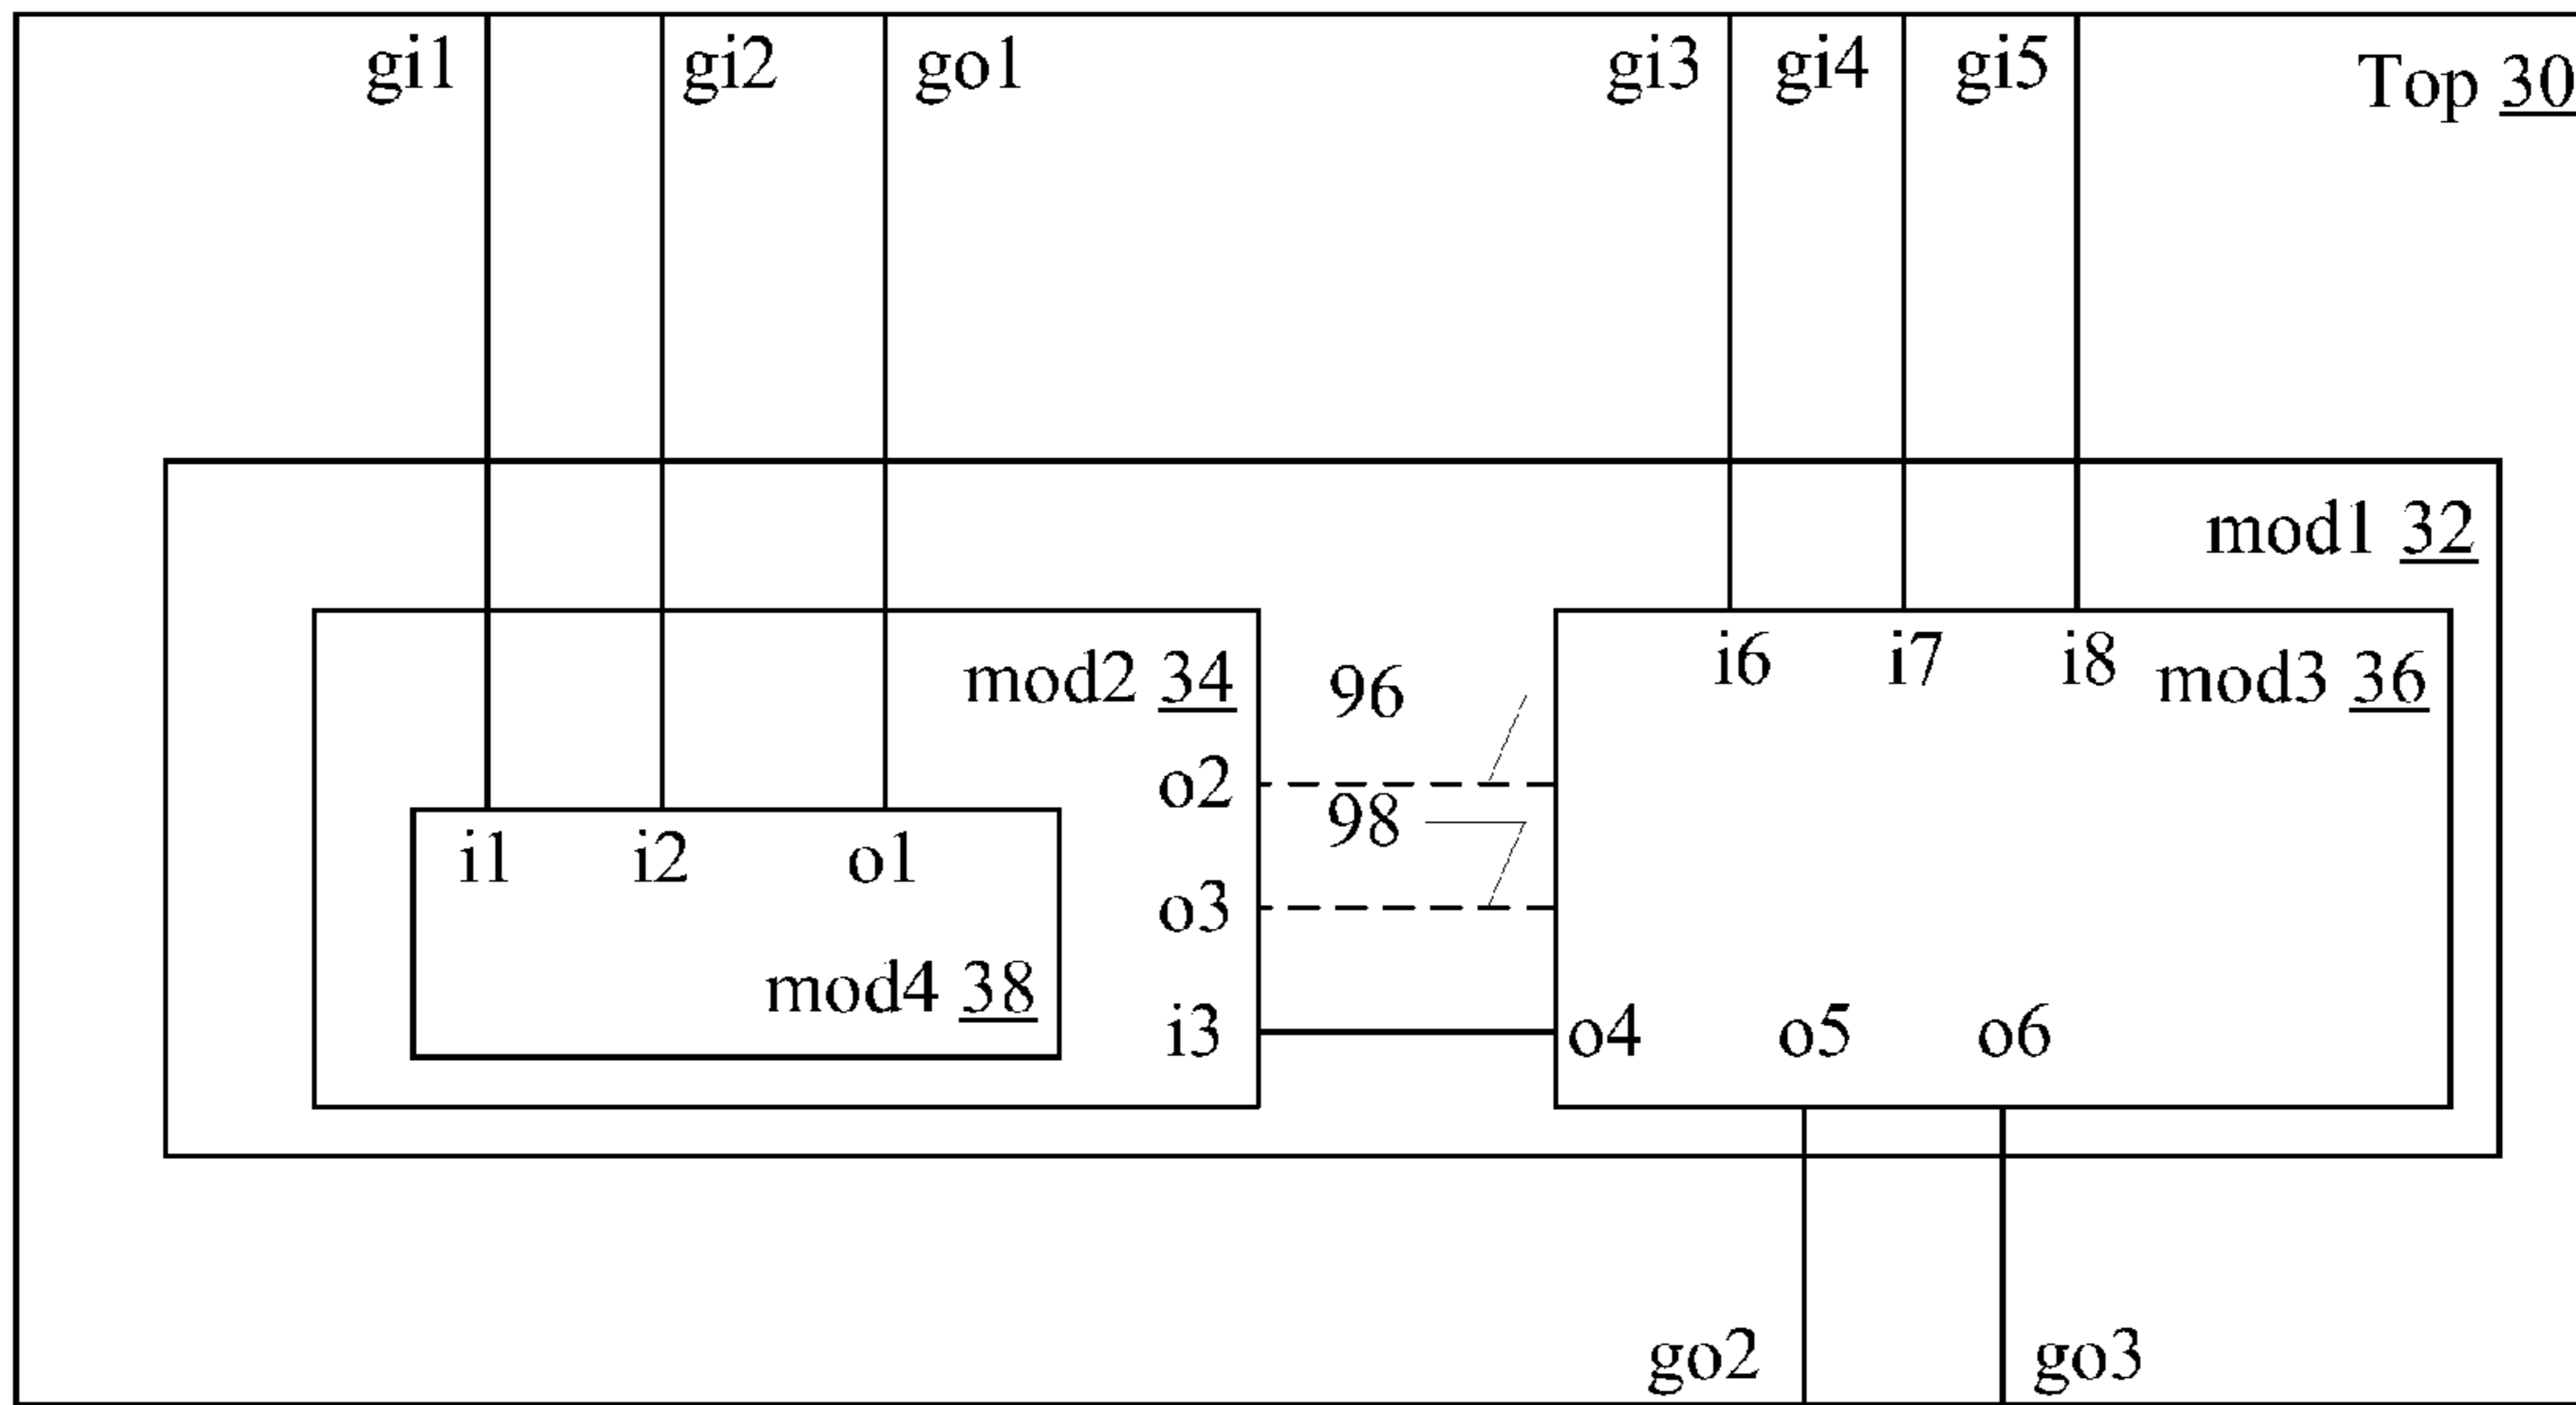 gi1 gi2 go1 gi3 gi4 gi5 Top 30
mod1 32
mod2 34 96 i6 i7 i8 mod3 36
o2
98
i1 i2 o1
o3
mod4 38
i3 o4 o5 o6
go2 go3